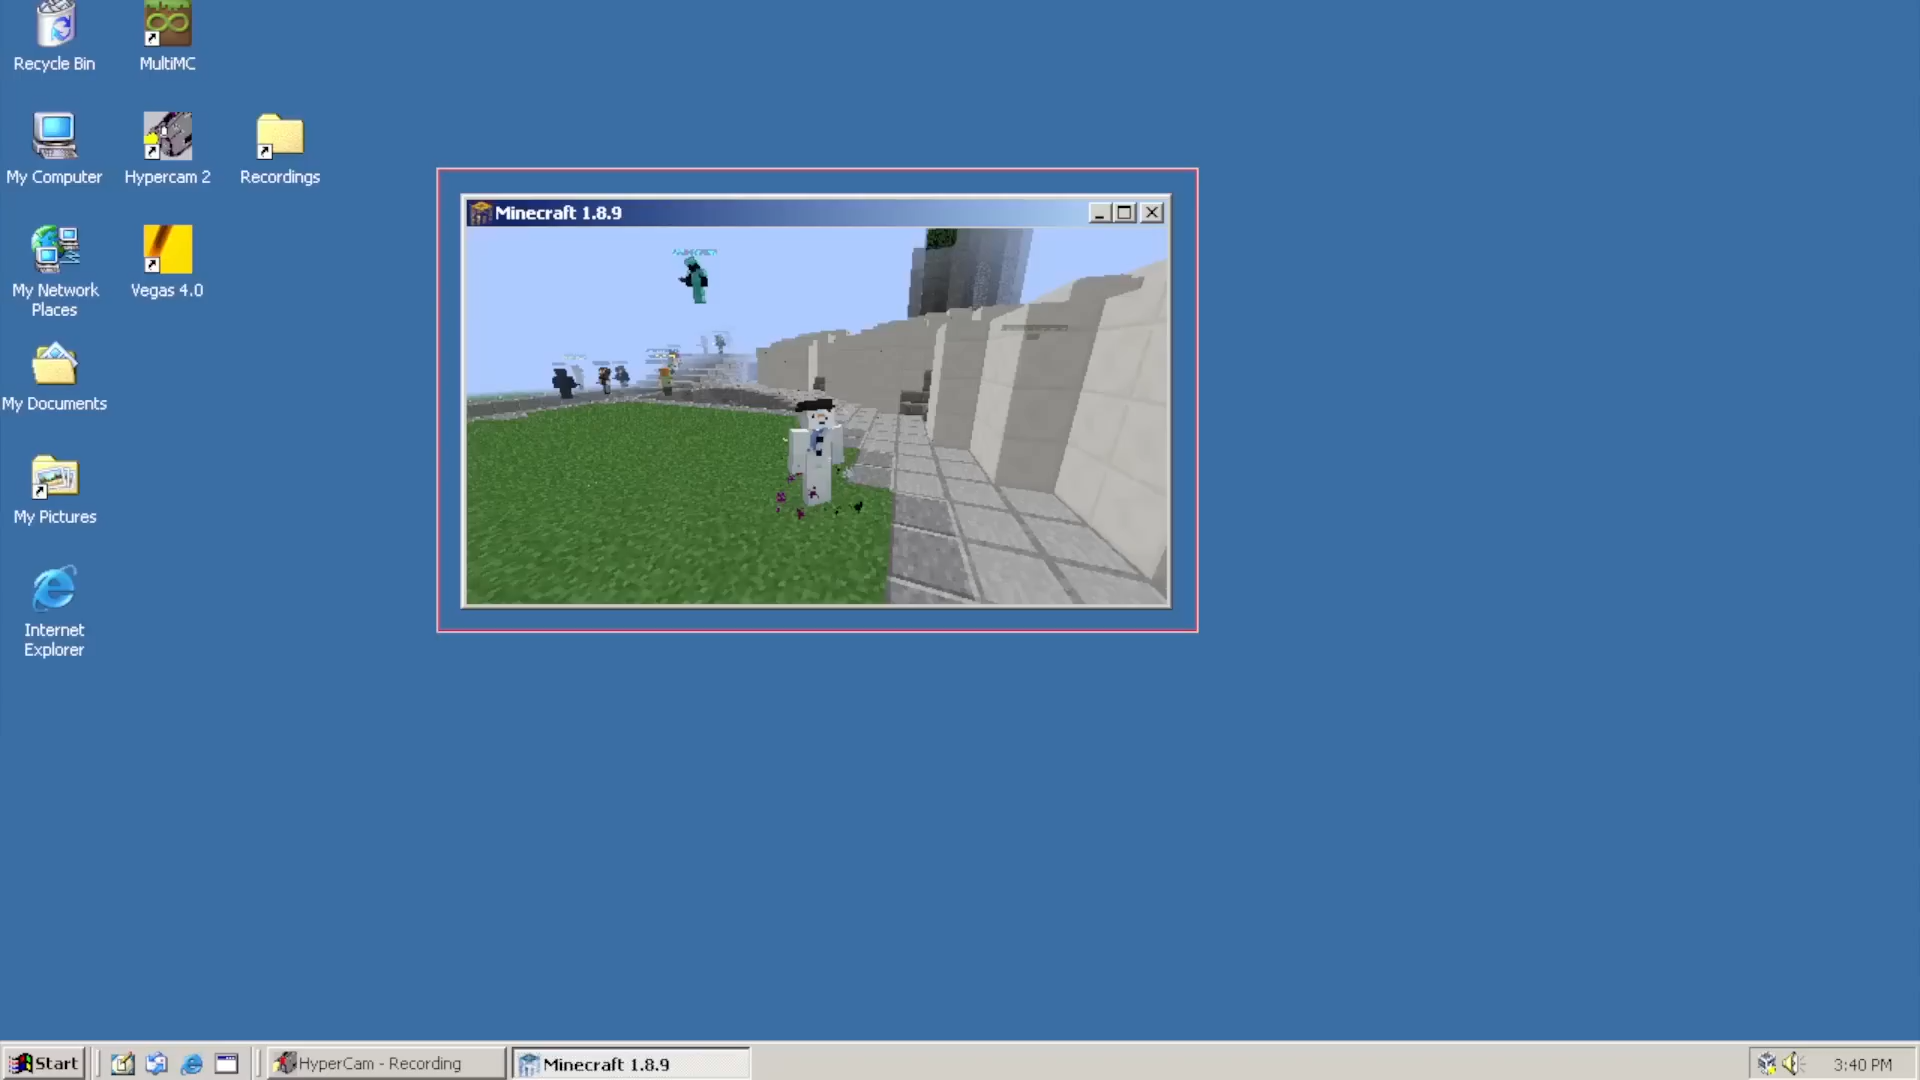 Recycle Bin
MultiMC
My Computer
Hypercam 2
Recordings
My Network
Places
Vegas 4.0
My Documents
My Pictures
Internet
Explorer
Minecraft 1.8.9
Start
HyperCam - Recording
Minecraft 1.8.9
3:40 PM